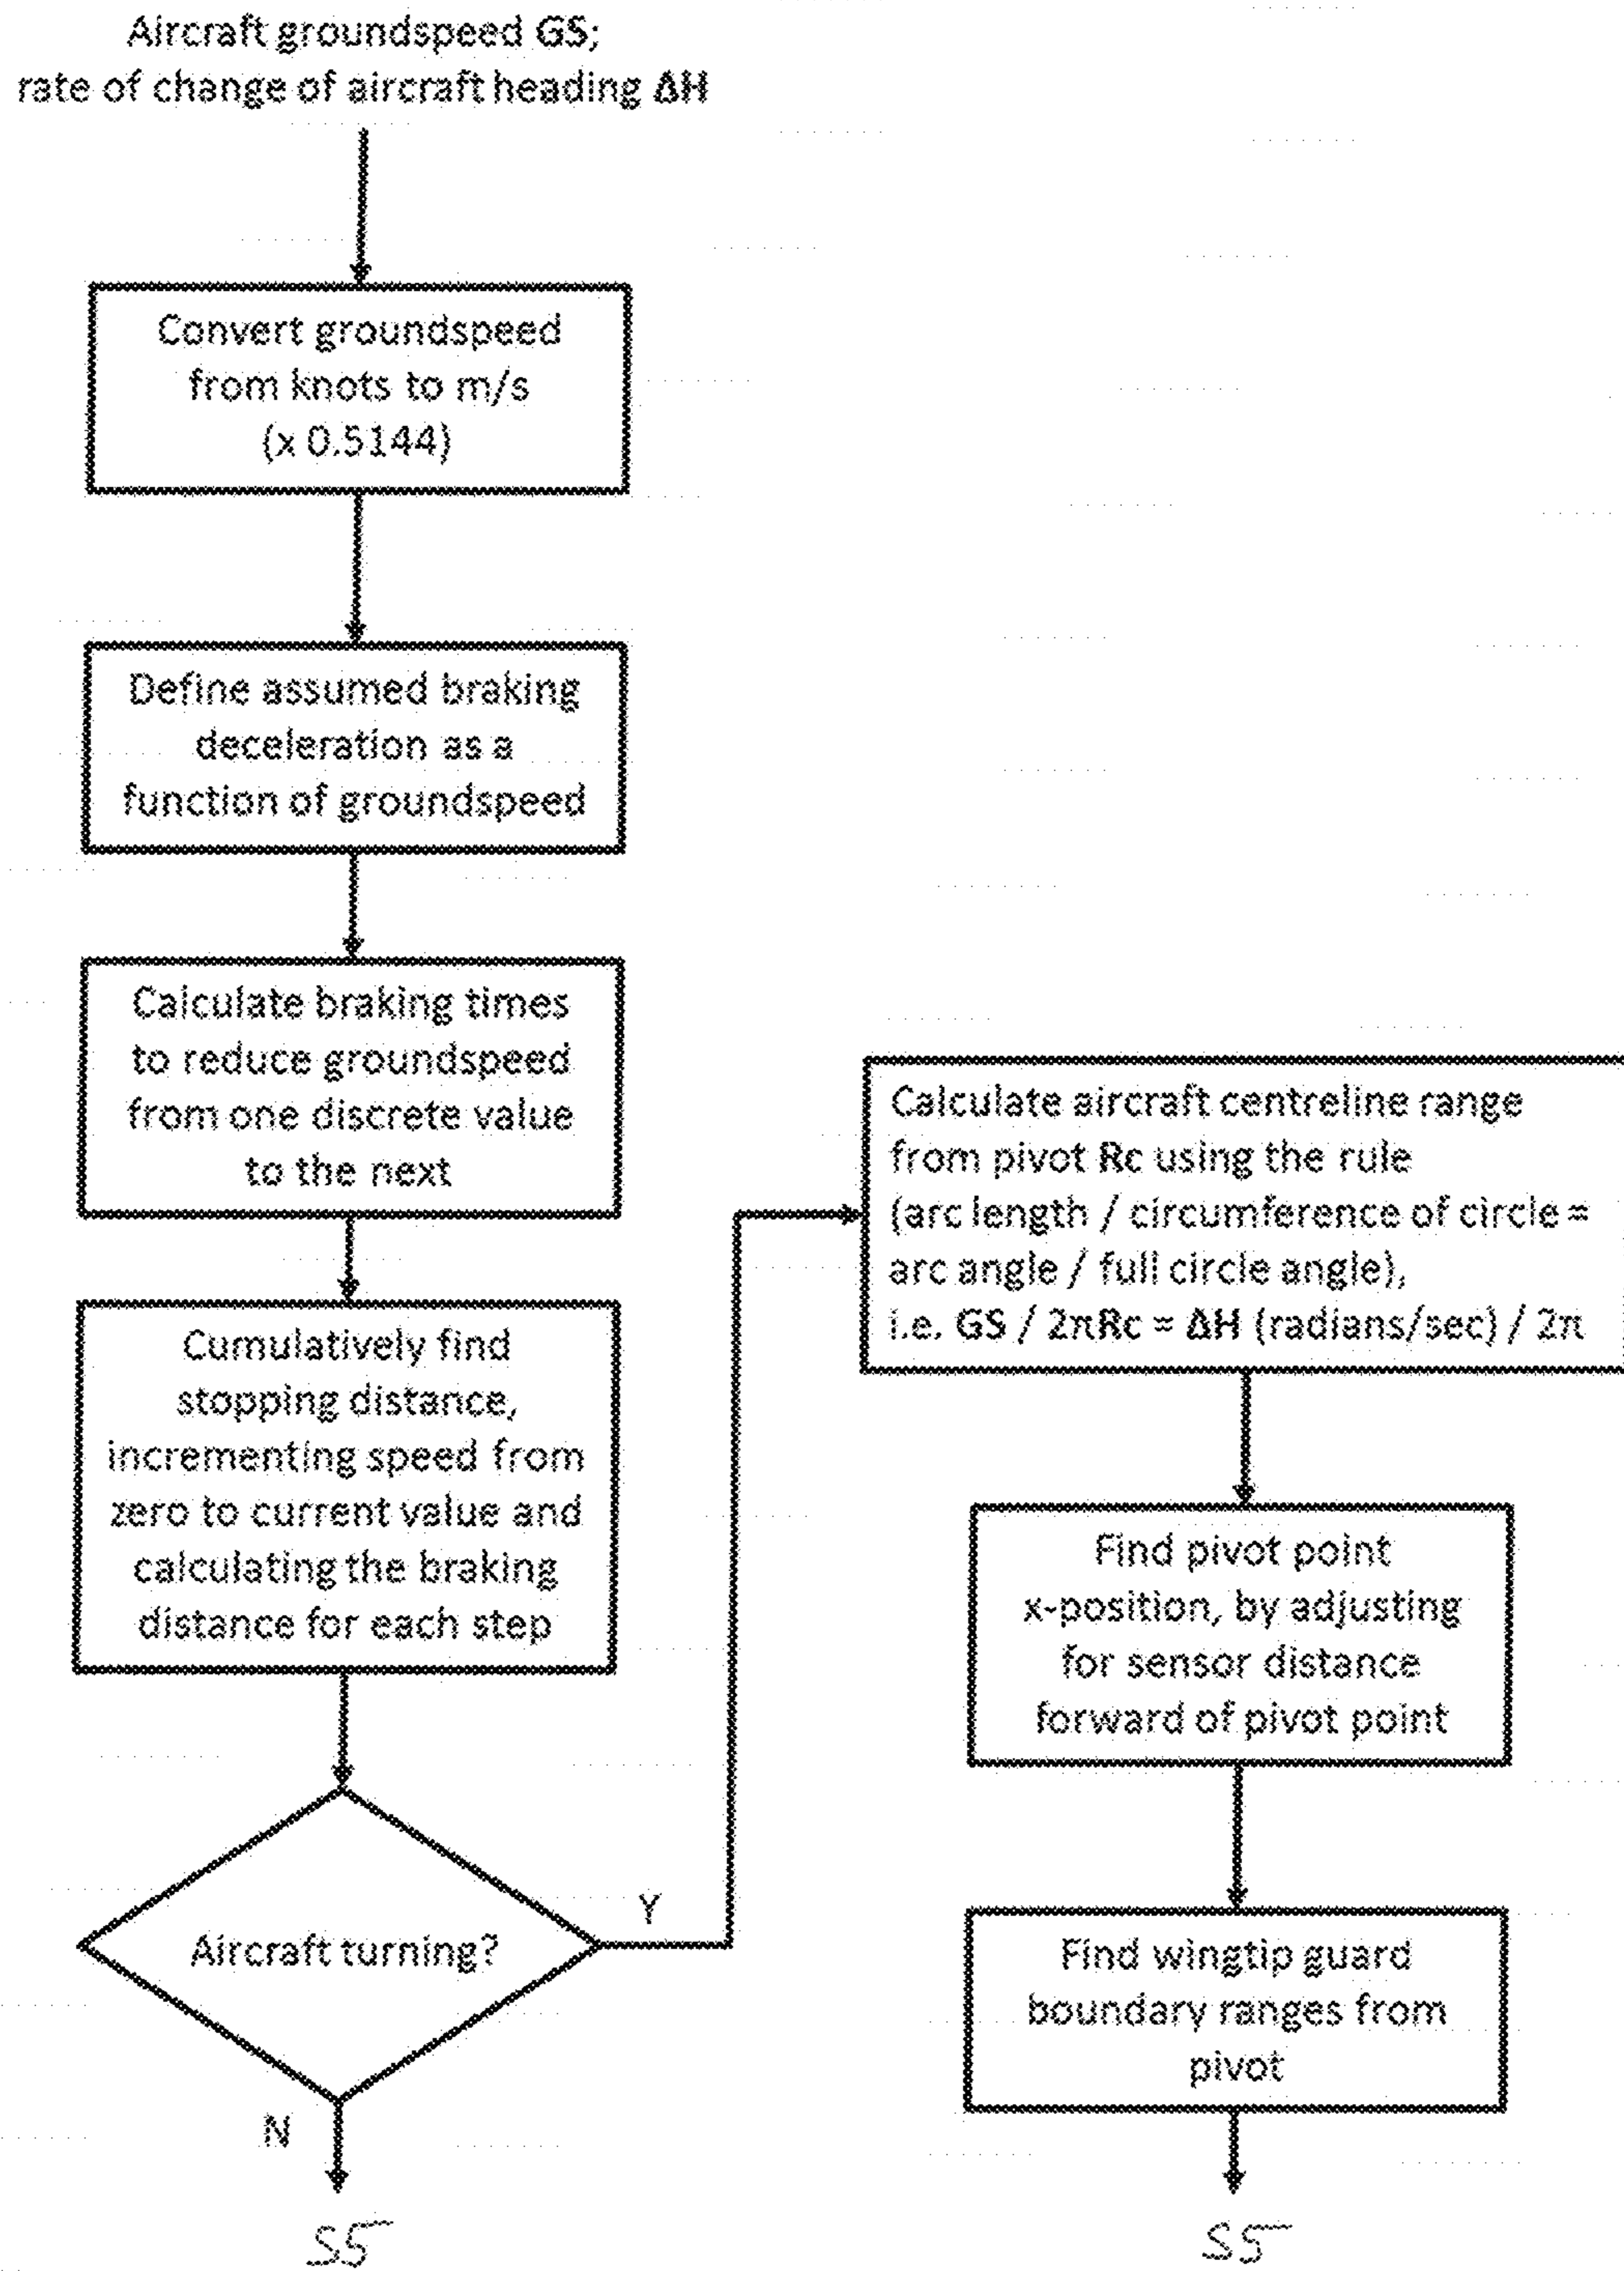 Aircraft groundspeed GS;
rate of change of aircraft heading ΔH
Convert groundspeed
from knots to m/s
(x 0.5144)
Define assumed braking
deceleration as a
function of groundspeed
Calculate braking times
to reduce groundspeed
from one discrete value
to the next
Cumulatively find
stopping distance,
incrementing speed from
zero to current value and
calculating the braking
distance for each step
Aircraft turning?
Y
N
S5
Calculate aircraft centreline range
from pivot Rc using the rule
(arc length / circumference of circle =
arc angle / full circle angle),
i.e. GS / 2πRc = ΔH (radians/sec) / 2π
Find pivot point
x-position, by adjusting
for sensor distance
forward of pivot point
Find wingtip guard
boundary ranges from
pivot
S5